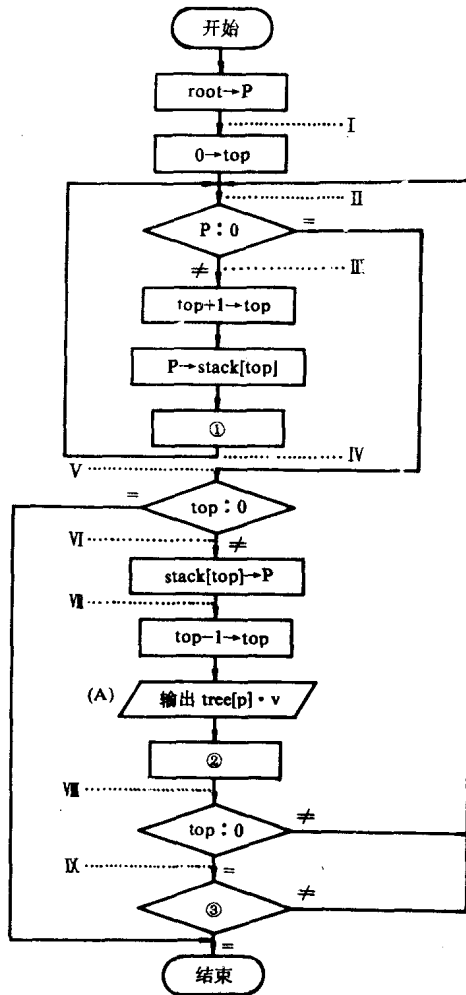 开始
root→P
I
0→top
II
P：0
=
≠
III
top+1→top
P→stack[top]
①
IV
V
=
top：0
VI
≠
stack[top]→P
VII
top-1→top
(A)
输出 tree[p]·v
②
VIII
top：0
≠
IX
=
③
≠
=
结束